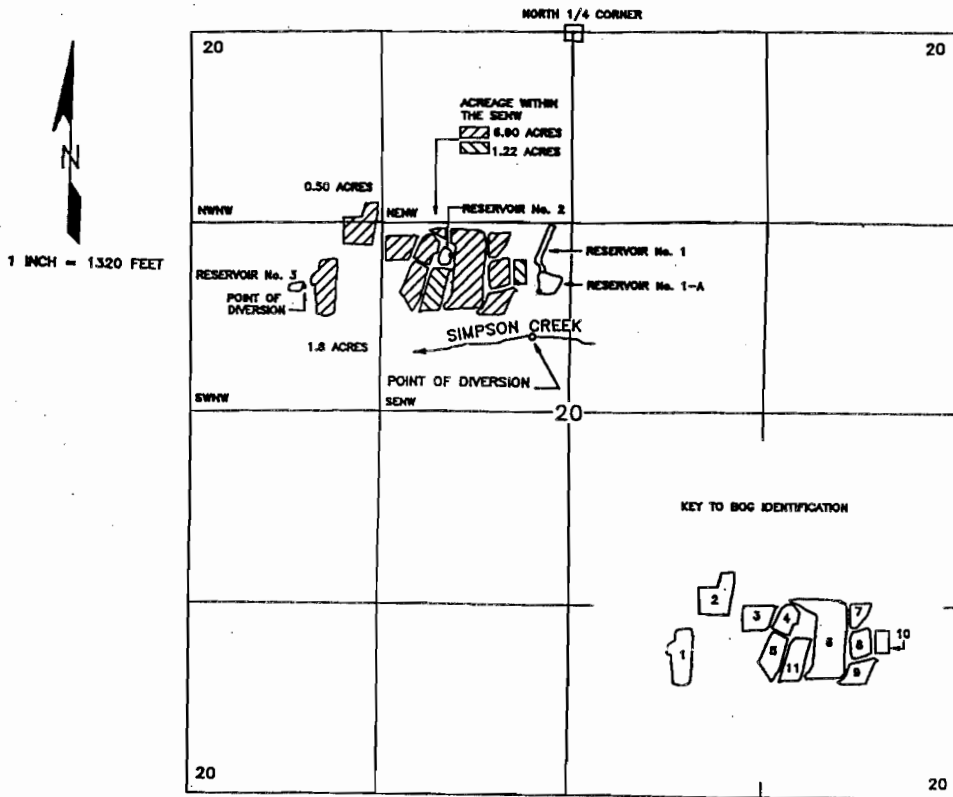 NORTH 1/4 CORNER
20
20
ACREAGE WITHIN
THE SENW
6.90 ACRES
1.22 ACRES
N
0.50 ACRES
NWNW
NENW
RESERVOIR No. 2
1 INCH = 1320 FEET
RESERVOIR No. 1
RESERVOIR No. 3
RESERVOIR No. 1-A
POINT OF
DIVERSION
SIMPSON CREEK
1.8 ACRES
POINT OF DIVERSION
SWNW
SENW
20
KEY TO BOG IDENTIFICATION
2
3
4
7
1
5
6
8
10
11
9
20
20